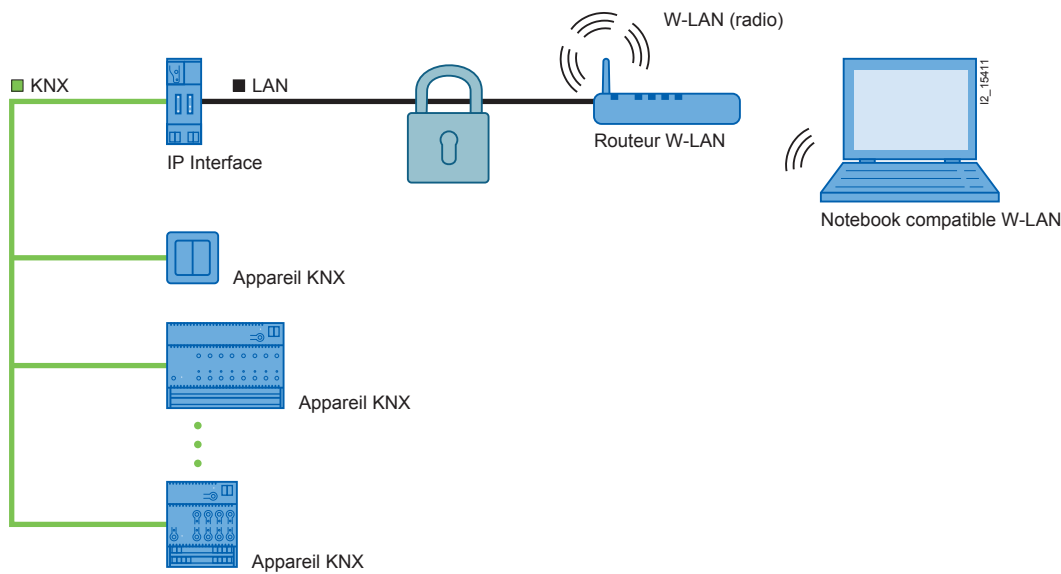 W-LAN (radio)
KNX
LAN
I2_15411
IP Interface
Routeur W-LAN
Notebook compatible W-LAN
Appareil KNX
Appareil KNX
Appareil KNX